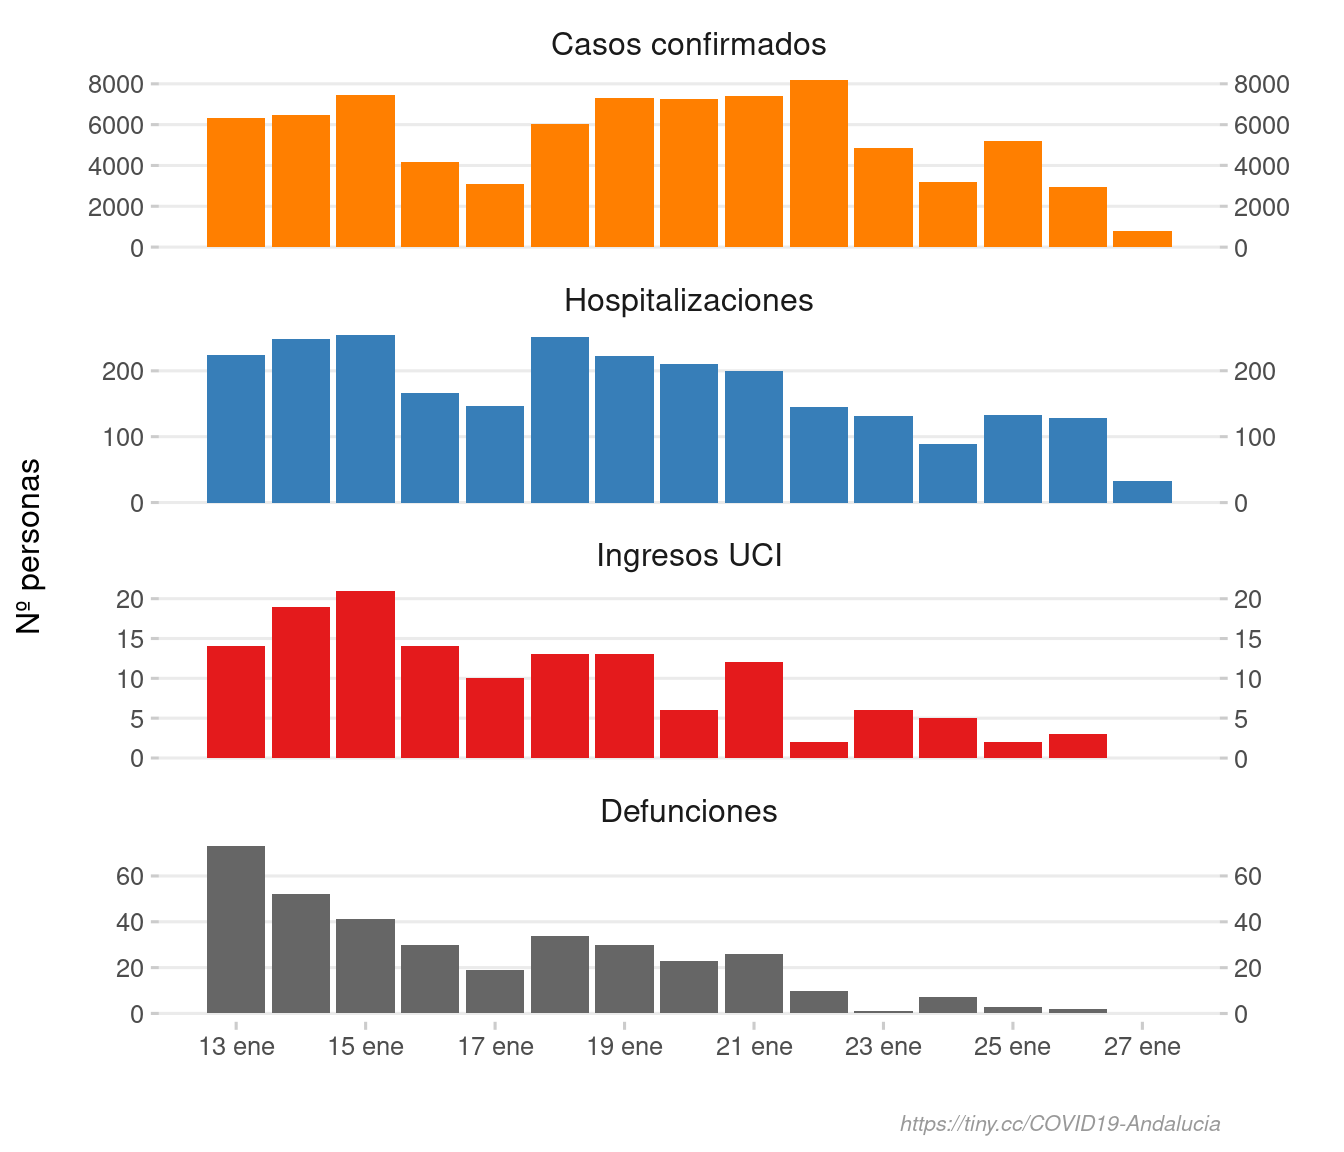 Casos confirmados
8000 8000
6000 6000
4000 4000
2000 2000
0 0
Hospitalizaciones
200 200
100 100
0 0
Nº personas
Ingresos UCI
20 20
15 15
10 10
5 5
0 0
Defunciones
60 60
40 40
20 20
0 0
13 ene 15 ene 17 ene 19 ene 21 ene 23 ene 25 ene 27 ene
https://tiny.cc/COVID19-Andalucia